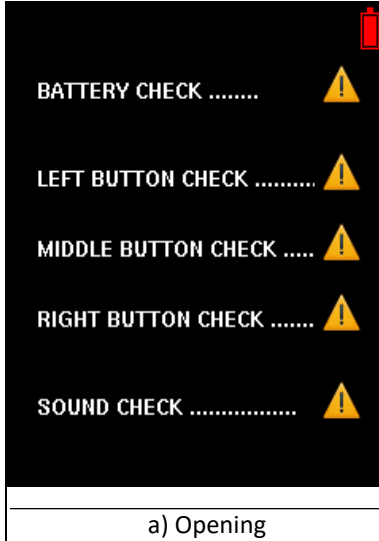 BATTERY CHECK ........
LEFT BUTTON CHECK ..........
MIDDLE BUTTON CHECK .....
RIGHT BUTTON CHECK .......
SOUND CHECK .................
a) Opening